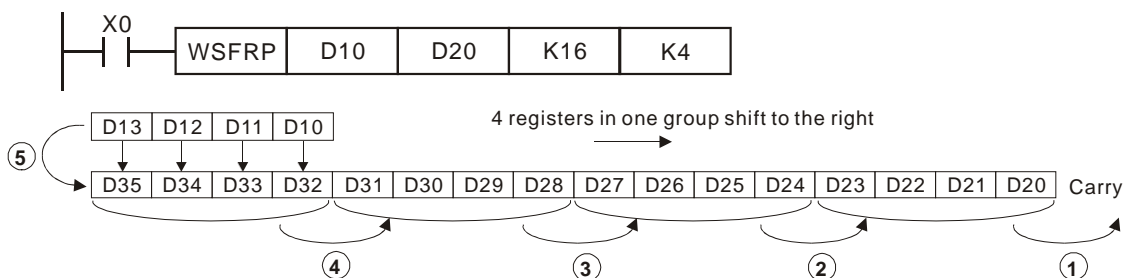 X0
WSFRP D10 D20 K16 K4
4 registers in one group shift to the right
D13 D12 D11 D10
5
D35 D34 D33 D32 D31 D30 D29 D28 D27 D26 D25 D24 D23 D22 D21 D20 Carry
4 3 2 1